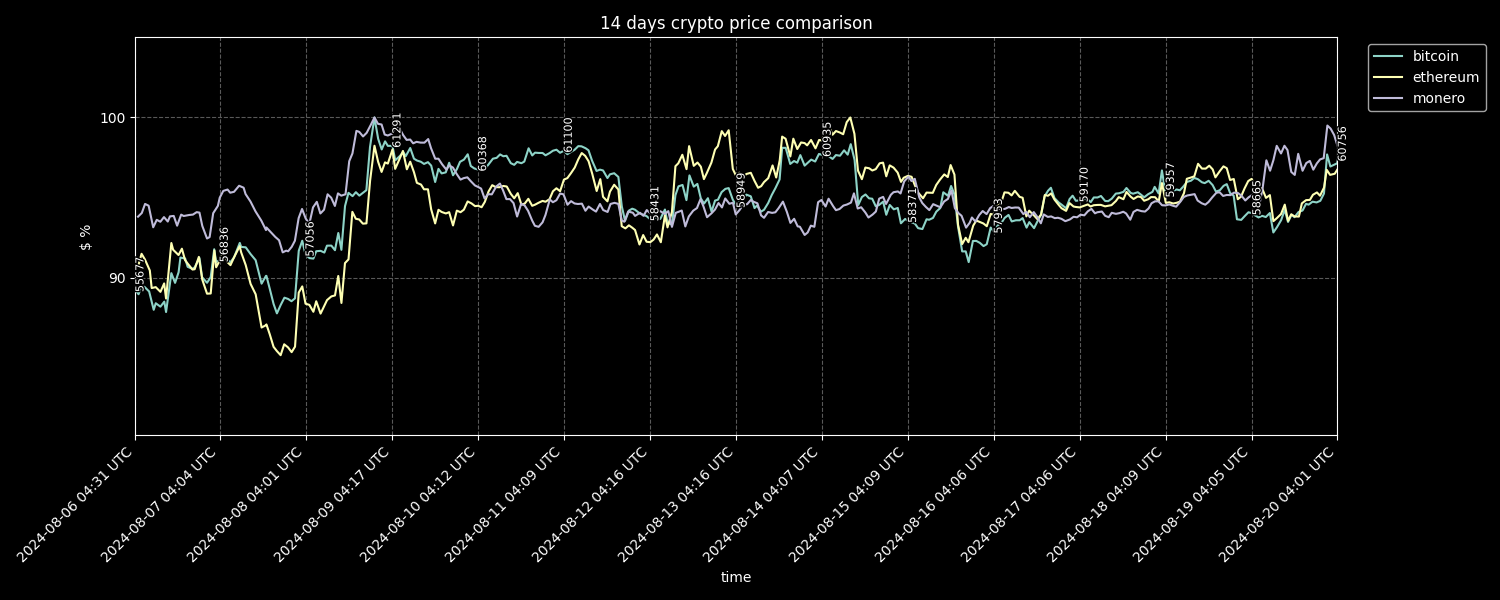 14 days crypto price comparison
bitcoin
ethereum
monero
100
90
$ %
55677
56836
57056
61291
60368
61100
58431
58949
60935
58717
57953
59170
59357
58665
60756
2024-08-06 04:31 UTC
2024-08-07 04:04 UTC
2024-08-08 04:01 UTC
2024-08-09 04:17 UTC
2024-08-10 04:12 UTC
2024-08-11 04:09 UTC
2024-08-12 04:16 UTC
2024-08-13 04:16 UTC
2024-08-14 04:07 UTC
2024-08-15 04:09 UTC
2024-08-16 04:06 UTC
2024-08-17 04:06 UTC
2024-08-18 04:09 UTC
2024-08-19 04:05 UTC
2024-08-20 04:01 UTC
time